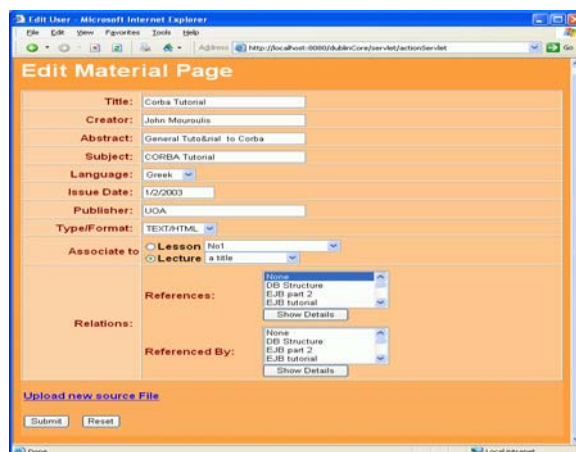 Edit User - Microsoft Internet Explorer
File Edit View Favorites Tools Help
Address http://localhost:8080/dublinCore/servlet/actionServlet Go
Edit Material Page
Title: Corba Tutorial
Creator: John Mouroulis
Abstract: General Tuto&rial to Corba
Subject: CORBA Tutorial
Language: Greek
Issue Date: 1/2/2003
Publisher: UOA
Type/Format: TEXT/HTML
Associate to Lesson No1
Lecture a title
Relations:
References:
None
DB Structure
EJB part 2
EJB tutorial
Show Details
Referenced By:
None
DB Structure
EJB part 2
EJB tutorial
Show Details
Upload new source File
Submit Reset
Done Local intranet